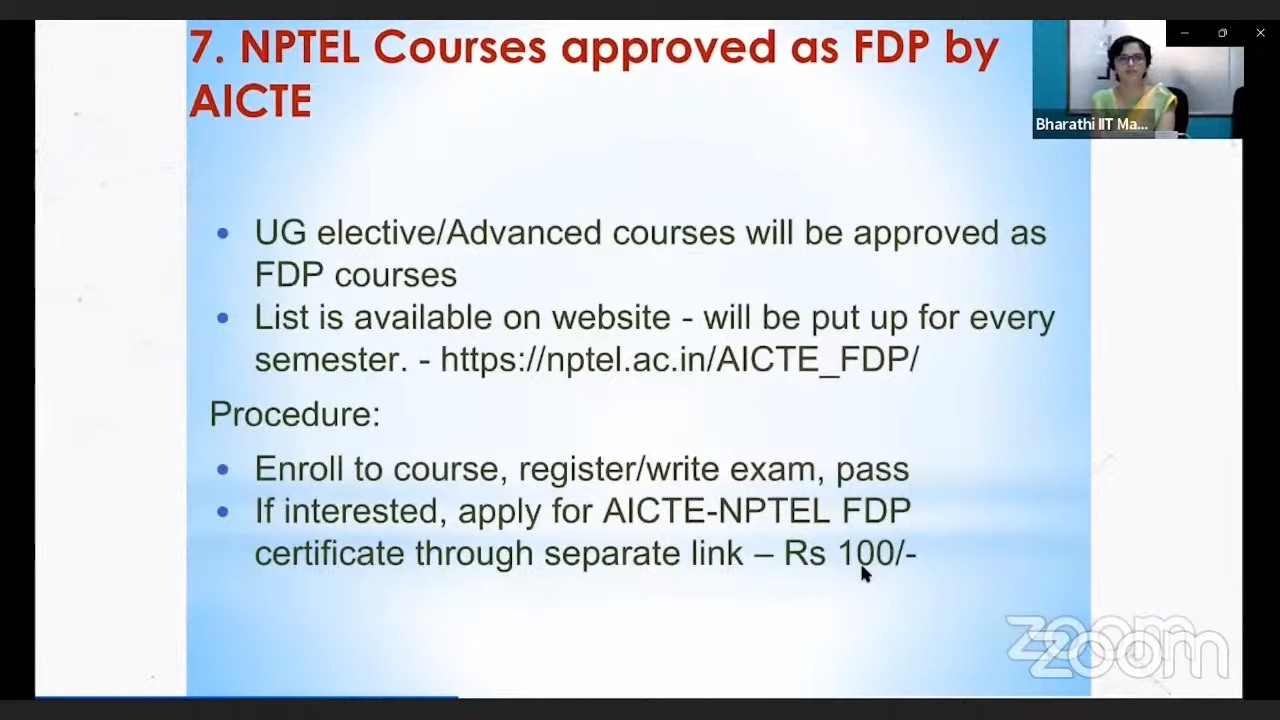 7. NPTEL Courses approved as FDP by
AICTE
Bharathi IIT Ma...
• UG elective/Advanced courses will be approved as
FDP courses
• List is available on website - will be put up for every
semester. - https://nptel.ac.in/AICTE_FDP/
Procedure:
• Enroll to course, register/write exam, pass
• If interested, apply for AICTE-NPTEL FDP
certificate through separate link – Rs 100/-
zoom
zoom